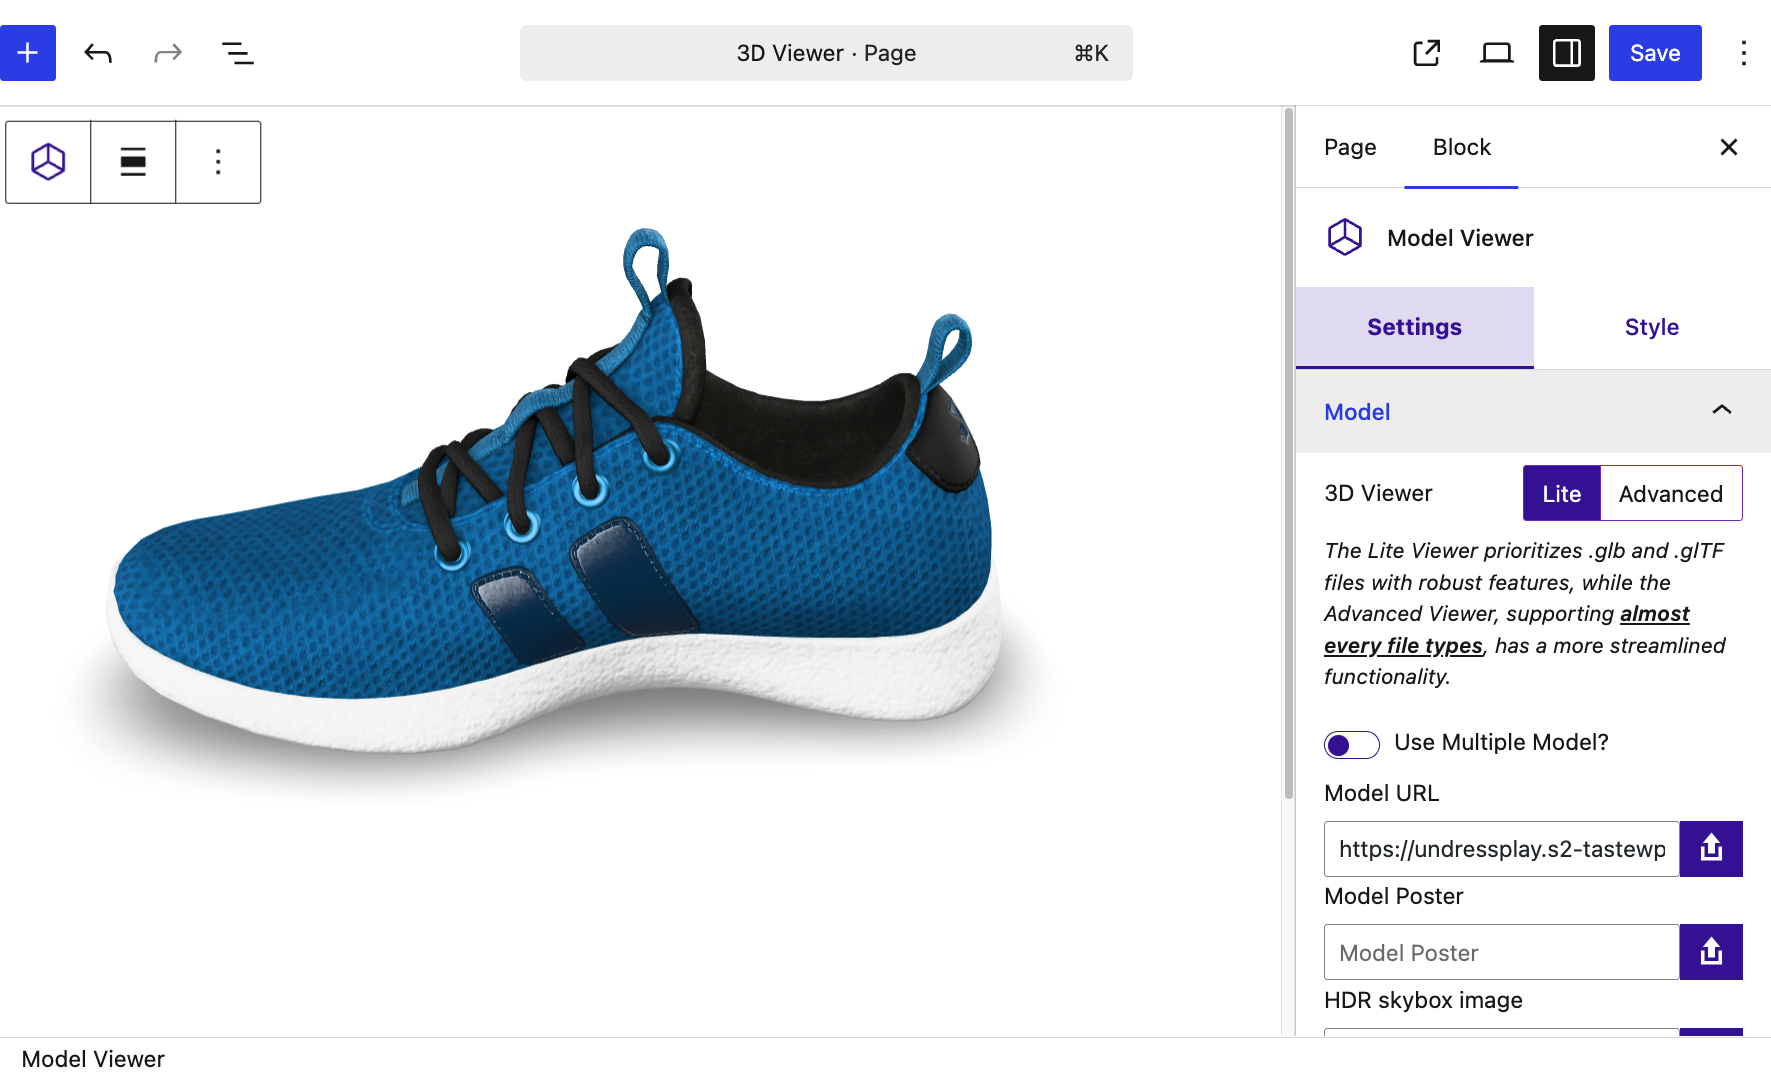 3D Viewer · Page
⌘K
Save
Page
Block
Model Viewer
Settings
Style
Model
3D Viewer
Lite
Advanced
The Lite Viewer prioritizes .glb and .glTF
files with robust features, while the
Advanced Viewer, supporting almost
every file types, has a more streamlined
functionality.
Use Multiple Model?
Model URL
https://undressplay.s2-tastewp
Model Poster
Model Poster
HDR skybox image
Model Viewer